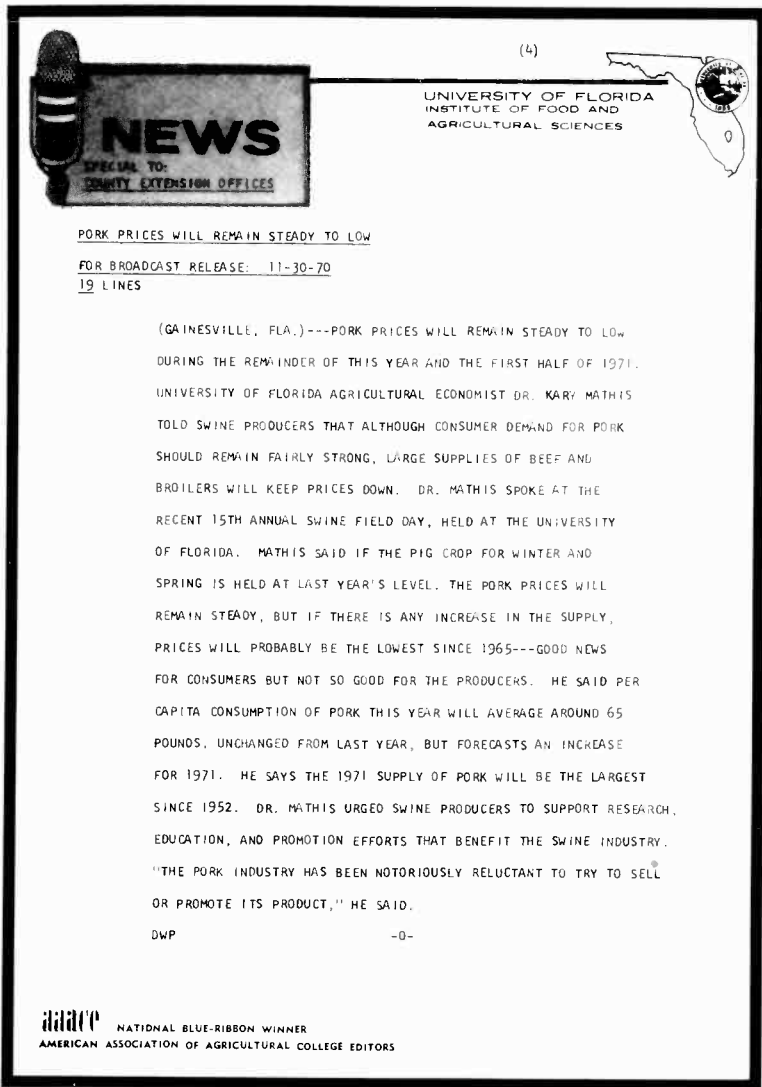 (4)
UNIVERSITY OF FLORIDA
INSTITUTE OF FOOD AND
AGRICULTURAL SCIENCES
NEWS
SPECIAL TO:
COUNTY EXTENSION OFFICES
PORK PRICES WILL REMAIN STEADY TO LOW
FOR BROADCAST RELEASE: 11-30-70
19 LINES
(GAINESVILLE, FLA.)---PORK PRICES WILL REMAIN STEADY TO LOW
DURING THE REMAINDER OF THIS YEAR AND THE FIRST HALF OF 1971.
UNIVERSITY OF FLORIDA AGRICULTURAL ECONOMIST DR. KARY MATHIS
TOLD SWINE PRODUCERS THAT ALTHOUGH CONSUMER DEMAND FOR PORK
SHOULD REMAIN FAIRLY STRONG, LARGE SUPPLIES OF BEEF AND
BROILERS WILL KEEP PRICES DOWN. DR. MATHIS SPOKE AT THE
RECENT 15TH ANNUAL SWINE FIELD DAY, HELD AT THE UNIVERSITY
OF FLORIDA. MATHIS SAID IF THE PIG CROP FOR WINTER AND
SPRING IS HELD AT LAST YEAR'S LEVEL, THE PORK PRICES WILL
REMAIN STEADY, BUT IF THERE IS ANY INCREASE IN THE SUPPLY,
PRICES WILL PROBABLY BE THE LOWEST SINCE 1965---GOOD NEWS
FOR CONSUMERS BUT NOT SO GOOD FOR THE PRODUCERS. HE SAID PER
CAPITA CONSUMPTION OF PORK THIS YEAR WILL AVERAGE AROUND 65
POUNDS, UNCHANGED FROM LAST YEAR, BUT FORECASTS AN INCREASE
FOR 1971. HE SAYS THE 1971 SUPPLY OF PORK WILL BE THE LARGEST
SINCE 1952. DR. MATHIS URGED SWINE PRODUCERS TO SUPPORT RESEARCH,
EDUCATION, AND PROMOTION EFFORTS THAT BENEFIT THE SWINE INDUSTRY.
"THE PORK INDUSTRY HAS BEEN NOTORIOUSLY RELUCTANT TO TRY TO SELL
OR PROMOTE ITS PRODUCT," HE SAID.
DWP -0-
aaace NATIONAL BLUE-RIBBON WINNER
AMERICAN ASSOCIATION OF AGRICULTURAL COLLEGE EDITORS